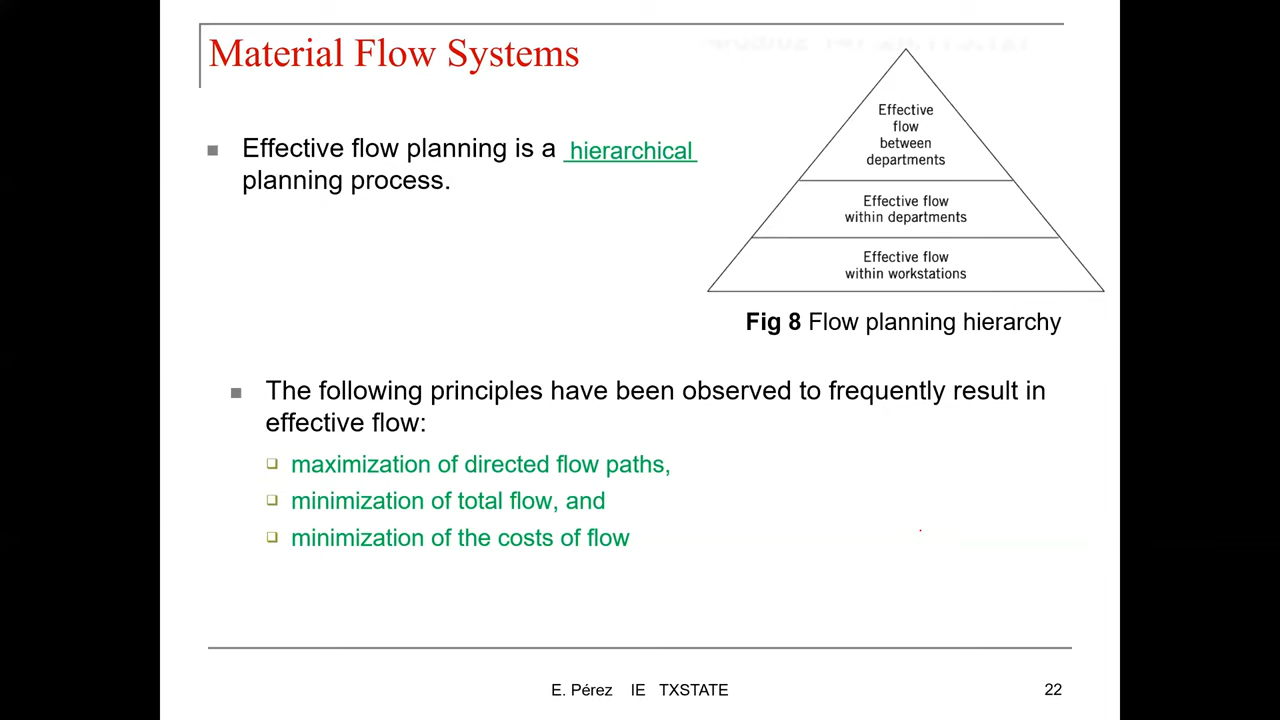 Material Flow Systems
Effective flow planning is a hierarchical
planning process.
Effective
flow
between
departments
Effective flow
within departments
Effective flow
within workstations
Fig 8 Flow planning hierarchy
The following principles have been observed to frequently result in
effective flow:
maximization of directed flow paths,
minimization of total flow, and
minimization of the costs of flow
E. Pérez IE TXSTATE
22